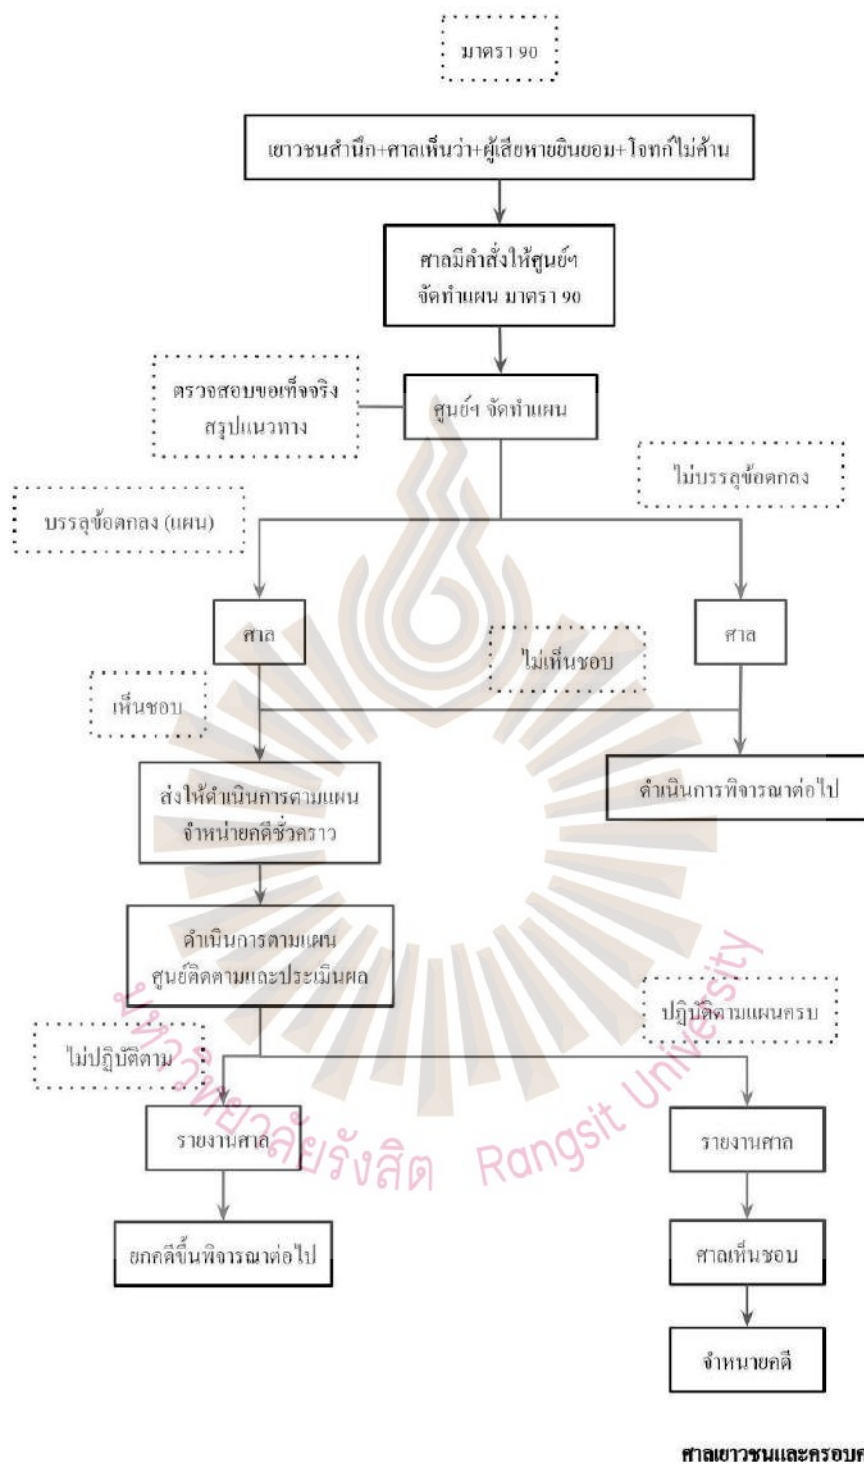 มาตรา 90
เยาวชนสำนึก+ศาลเห็นว่า+ผู้เสียหายยินยอม+โจทก์ไม่ค้าน
ศาลมีคำสั่งให้ศูนย์ฯ
จัดทำแผน มาตรา 90
ตรวจสอบขอเท็จจริง
สรุปแนวทาง
ศูนย์ฯ จัดทำแผน
ไม่บรรลุข้อตกลง
บรรลุข้อตกลง (แผน)
ศาล
ศาล
ไม่เห็นชอบ
เห็นชอบ
ส่งให้ดำเนินการตามแผน
จำหน่ายคดีชั่วคราว
ดำเนินการพิจารณาต่อไป
ดำเนินการตามแผน
ศูนย์ติดตามและประเมินผล
ปฏิบัติตามแผนครบ
ไม่ปฏิบัติตาม
รายงานศาล
รายงานศาล
มหาวิทยาลัยรังสิต Rangsit University
ยกคดีขึ้นพิจารณาต่อไป
ศาลเห็นชอบ
จำหนายคดี
ศาลเยาวชนและครอบค